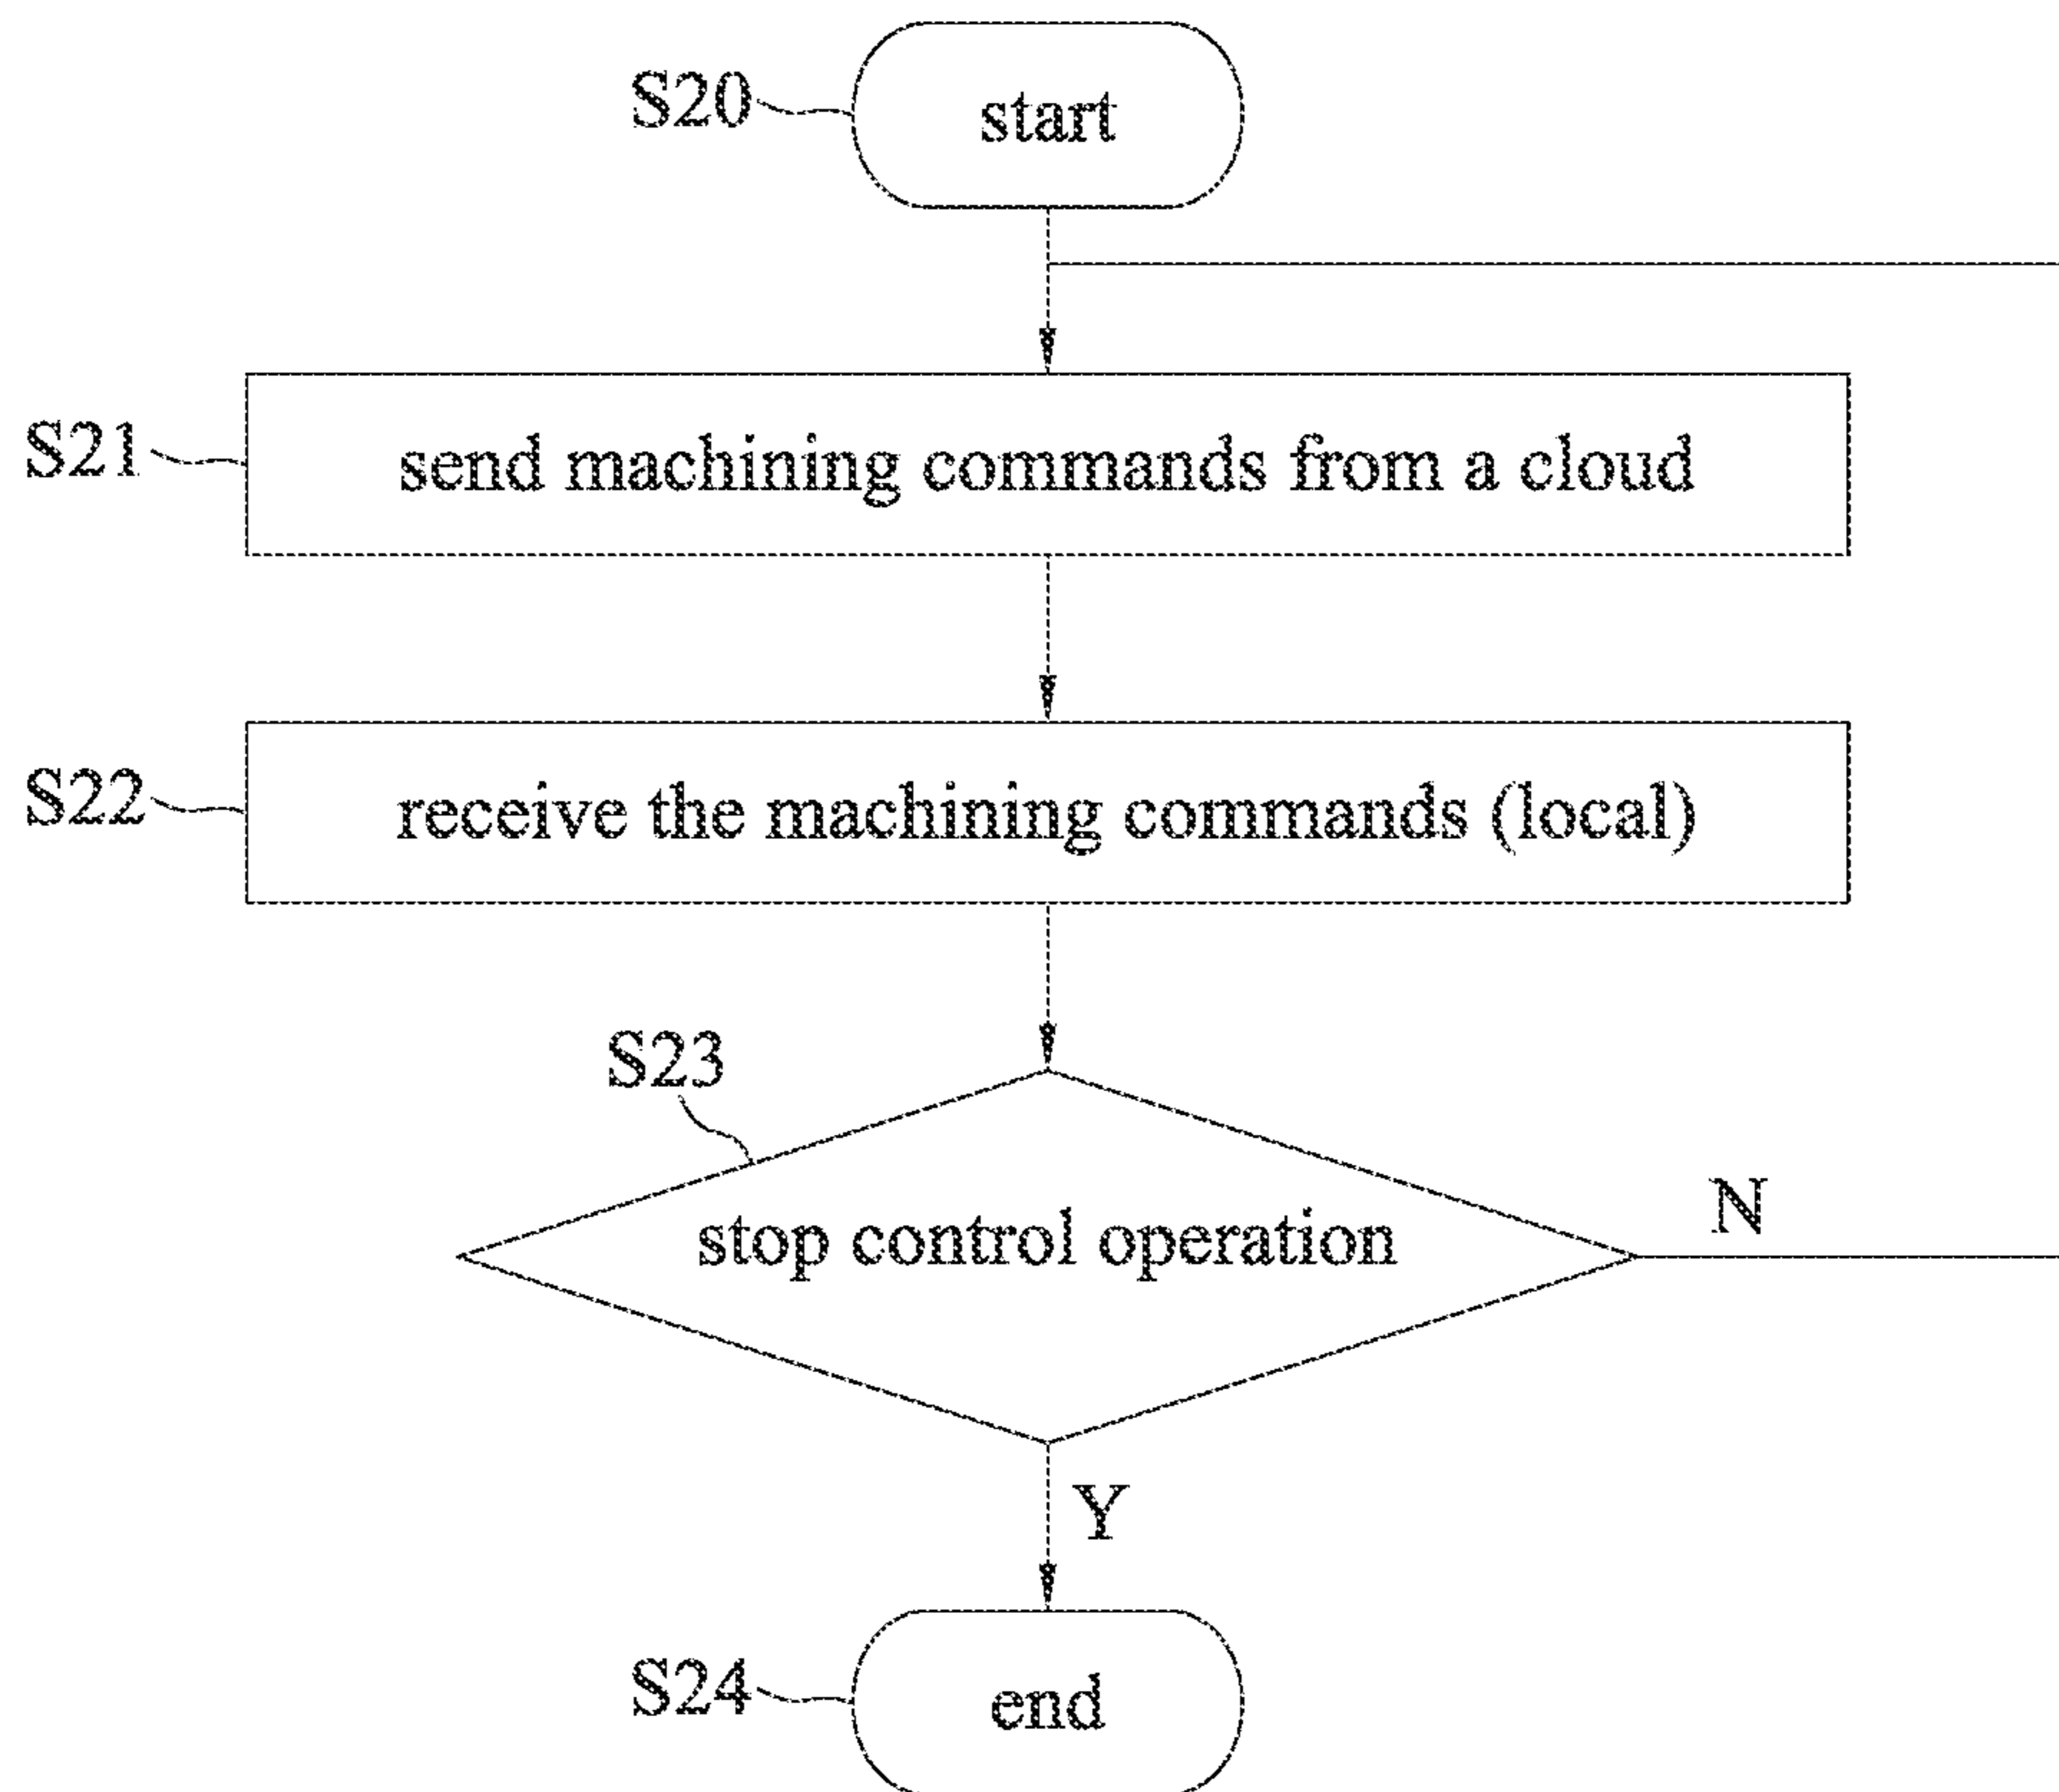 S20
start
S21
send machining commands from a cloud
S22
receive the machining commands (local)
S23
stop control operation
N
Y
S24
end